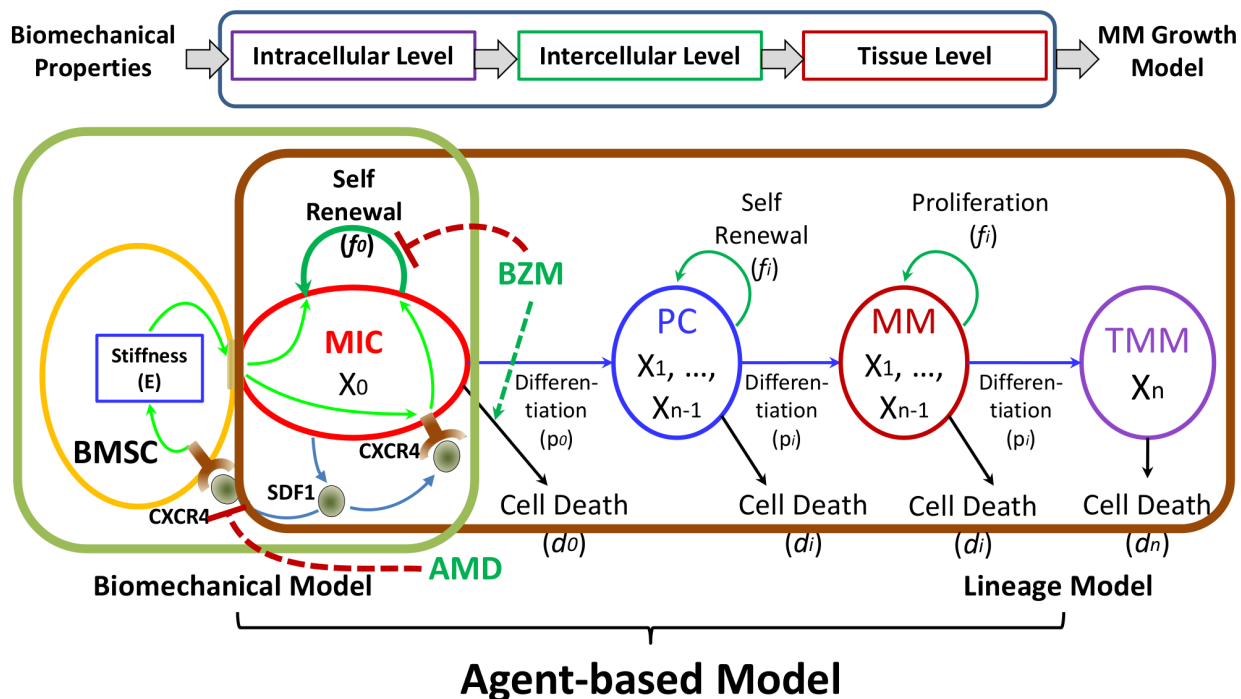 Biomechanical
Properties
Intracellular Level
Intercellular Level
Tissue Level
MM Growth
Model
Self
Renewal
(f0)
BZM
Self
Renewal
(fi)
Proliferation
(fi)
Stiffness
(E)
BMSC
MIC
X0
PC
X1, ...,
Xn-1
MM
X1, ...,
Xn-1
TMM
Xn
Differen-
tiation
(p0)
Differen-
tiation
(pi)
Differen-
tiation
(pi)
CXCR4
SDF1
CXCR4
Cell Death
(d0)
Cell Death
(di)
Cell Death
(di)
Cell Death
(dn)
AMD
Biomechanical Model
Lineage Model
Agent-based Model